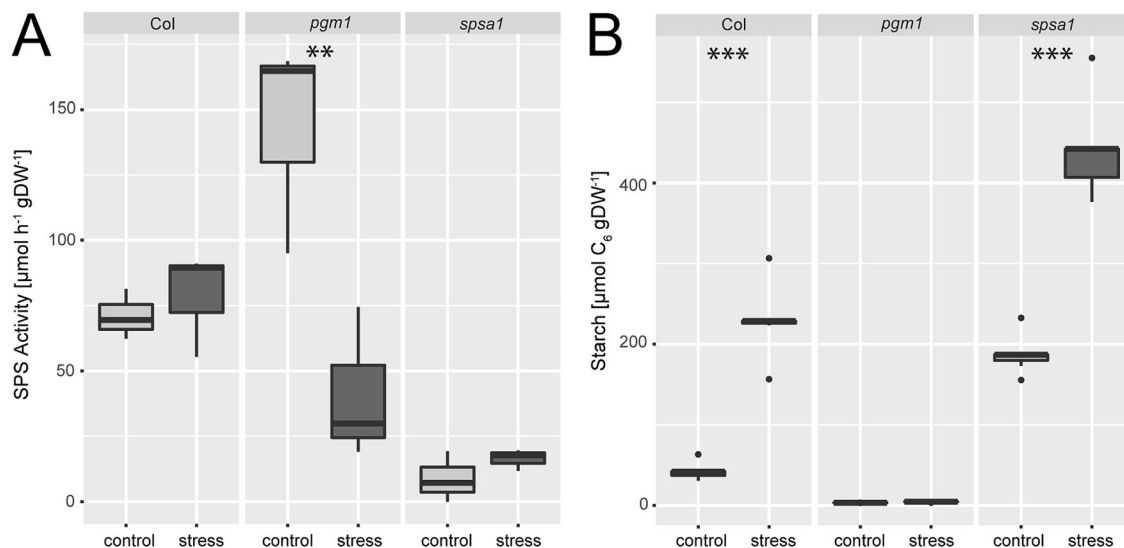 A
Col pgm1 spsa1
**
SPS Activity [µmol h⁻¹ gDW⁻¹]
150
100
50
0
control stress control stress control stress
B
Col pgm1 spsa1
*** ***
Starch [µmol C₆ gDW⁻¹]
400
200
0
control stress control stress control stress